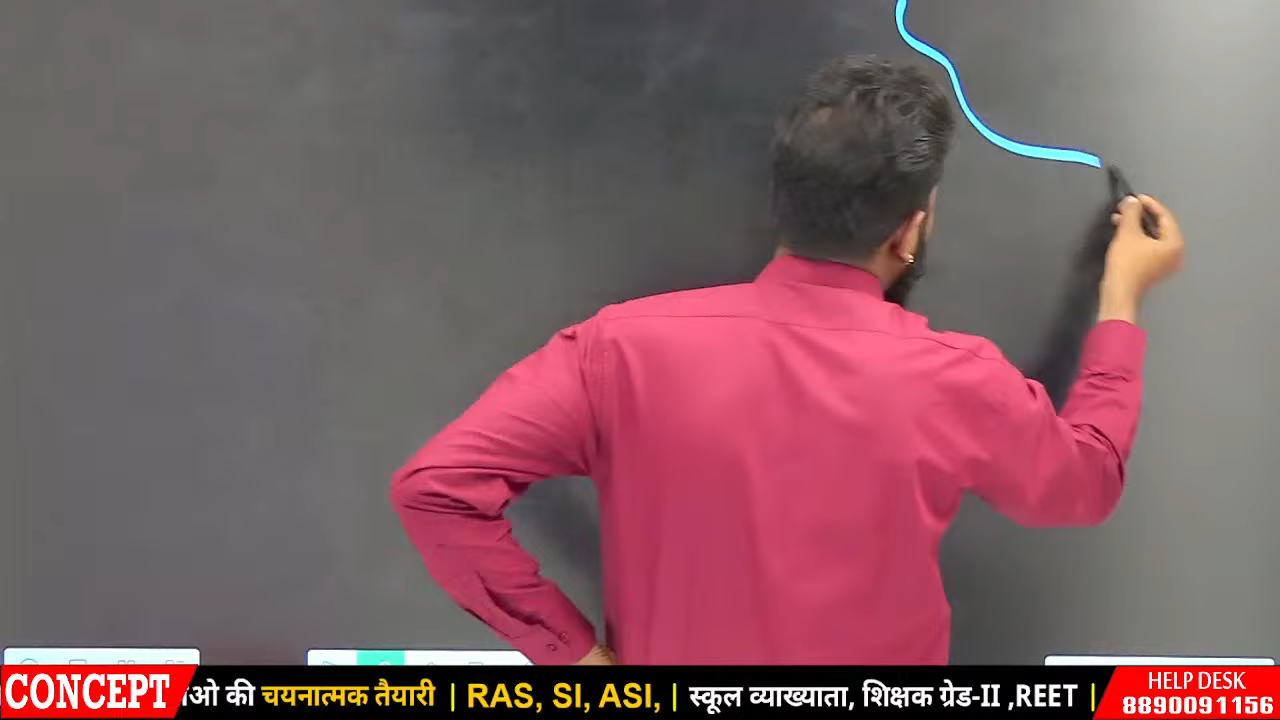 CONCEPT
ओ की चयनात्मक तैयारी | RAS, SI, ASI, | स्कूल व्याख्याता, शिक्षक ग्रेड-II ,REET |
HELP DESK
8890091156